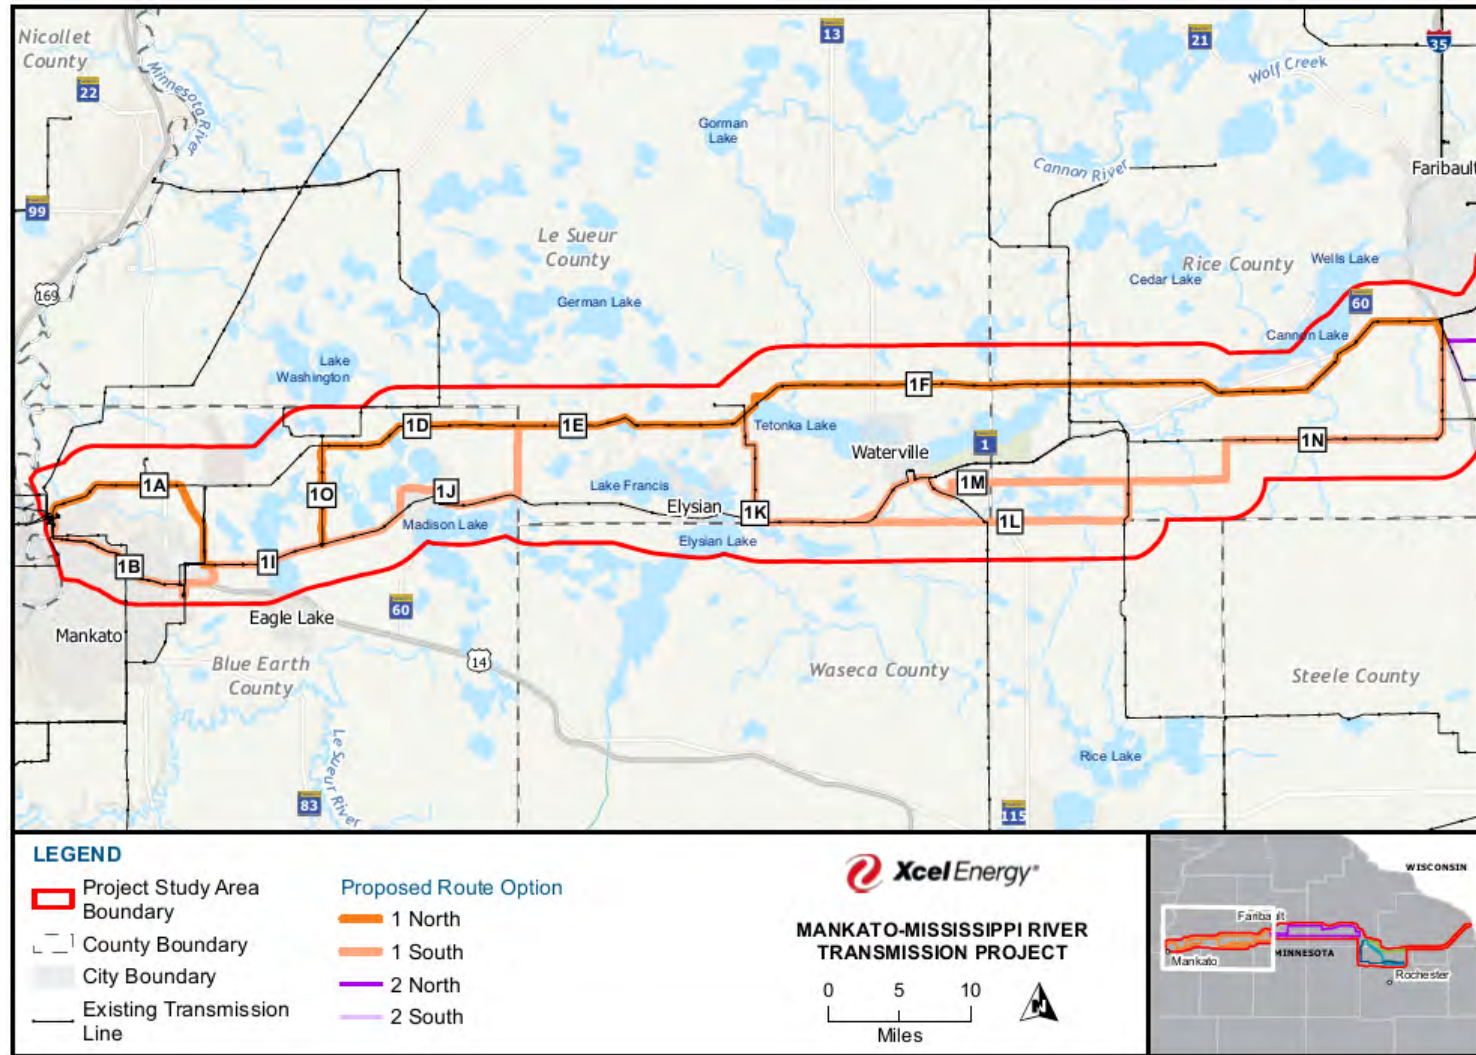 Nicollet
County
22
Minnesota
River
99
169
13
21
35
Wolf Creek
Gorman
Lake
Cannon River
Faribault
Le Sueur
County
German Lake
Rice County
Wells Lake
Cedar Lake
60
Cannon Lake
Lake
Washington
1D
1E
1F
Tetonka Lake
Waterville
1
1N
1A
1O
1J
Lake Francis
Elysian
1M
1K
1L
Madison Lake
Elysian Lake
1B
1I
60
Eagle Lake
Mankato
14
Blue Earth
County
Waseca County
Steele County
Le Sueur
River
Rice Lake
83
115
LEGEND
Project Study Area
Boundary
County Boundary
City Boundary
Existing Transmission
Line
Proposed Route Option
1 North
1 South
2 North
2 South
Xcel Energy®
MANKATO-MISSISSIPPI RIVER
TRANSMISSION PROJECT
0 5 10
Miles
N
WISCONSIN
Faribault
MINNESOTA
Mankato
Rochester